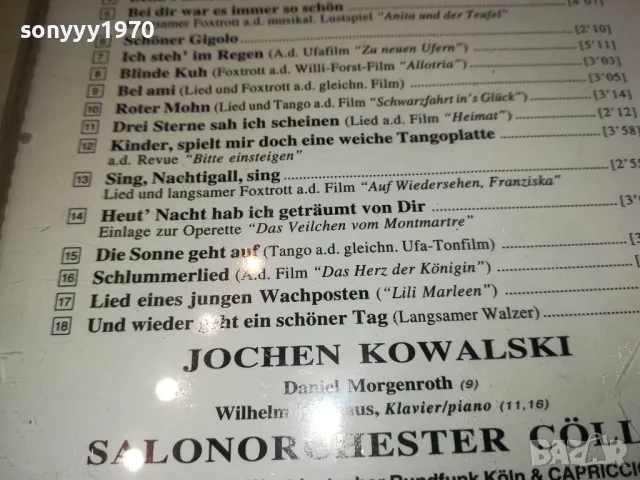 sonyyy1970
Bei dir war es immer so schön
langsamer Foxtrott a.d. musikal. Lustspiel "Anita und der Teufel"
6 Schöner Gigolo [2'10
7 Ich steh' im Regen (A.d. Ufafilm "Zu neuen Ufern") [5'11
8 Blinde Kuh (Foxtrott a.d. Willi-Forst-Film "Allotria") [3'03
9 Bel ami (Lied und Foxtrott a.d. gleichn. Film) [3'05
10 Roter Mohn (Lied und Tango a.d. Film "Schwarzfahrt in's Glück") [3'14
11 Drei Sterne sah ich scheinen (Lied a.d. Film "Heimat") [2'12
12 Kinder, spielt mir doch eine weiche Tangoplatte [3'58
a.d. Revue "Bitte einsteigen"
13 Sing, Nachtigall, sing
Lied und langsamer Foxtrott a.d. Film "Auf Wiedersehen, Franziska"
14 Heut' Nacht hab ich geträumt von Dir
Einlage zur Operette "Das Veilchen vom Montmartre"
15 Die Sonne geht auf (Tango a.d. gleichn. Ufa-Tonfilm)
16 Schlummerlied (A.d. Film "Das Herz der Königin")
17 Lied eines jungen Wachposten ("Lili Marleen")
18 Und wieder geht ein schöner Tag (Langsamer Walzer)
JOCHEN KOWALSKI
Daniel Morgenroth (9)
Wilhelm Klavier/piano (11,16)
SALONORCHESTER CÖLL
Rundfunk Köln & CAPRICCIO
bazar